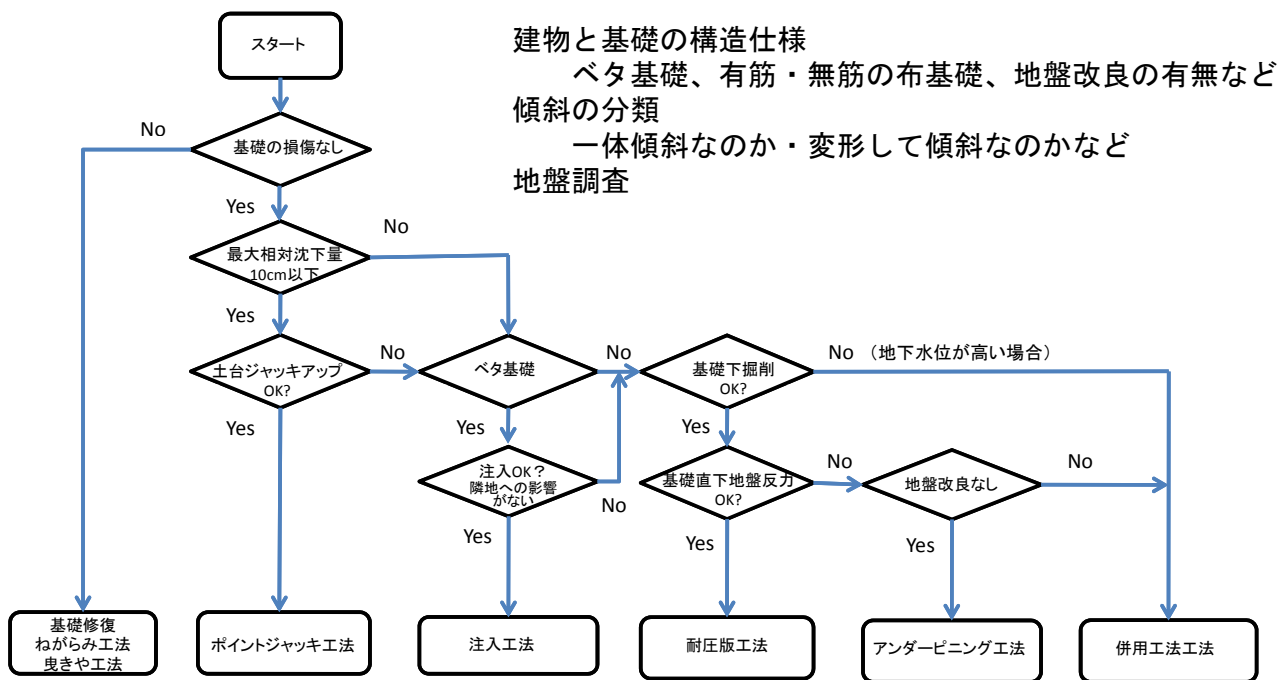 スタート
建物と基礎の構造仕様
ベタ基礎、有筋・無筋の布基礎、地盤改良の有無など
傾斜の分類
一体傾斜なのか・変形して傾斜なのかなど
地盤調査
No
基礎の損傷なし
Yes
No
最大相対沈下量
10cm以下
Yes
土台ジャッキアップ
OK?
No
ベタ基礎
No
基礎下掘削
OK?
No （地下水位が高い場合）
Yes
Yes
Yes
注入OK？
隣地への影響
がない
No
基礎直下地盤反力
OK?
No
地盤改良なし
No
Yes
Yes
Yes
基礎修復
ねがらみ工法
曳きや工法
ポイントジャッキ工法
注入工法
耐圧版工法
アンダーピニング工法
併用工法工法